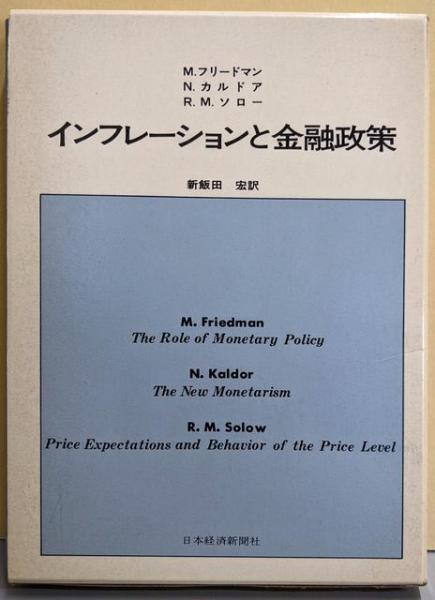 M.フリードマン
N.カルドア
R.M.ソロー
インフレーションと金融政策
新飯田 宏訳
M. Friedman
The Role of Monetary Policy
N. Kaldor
The New Monetarism
R. M. Solow
Price Expectations and Behavior of the Price Level
日本経済新聞社